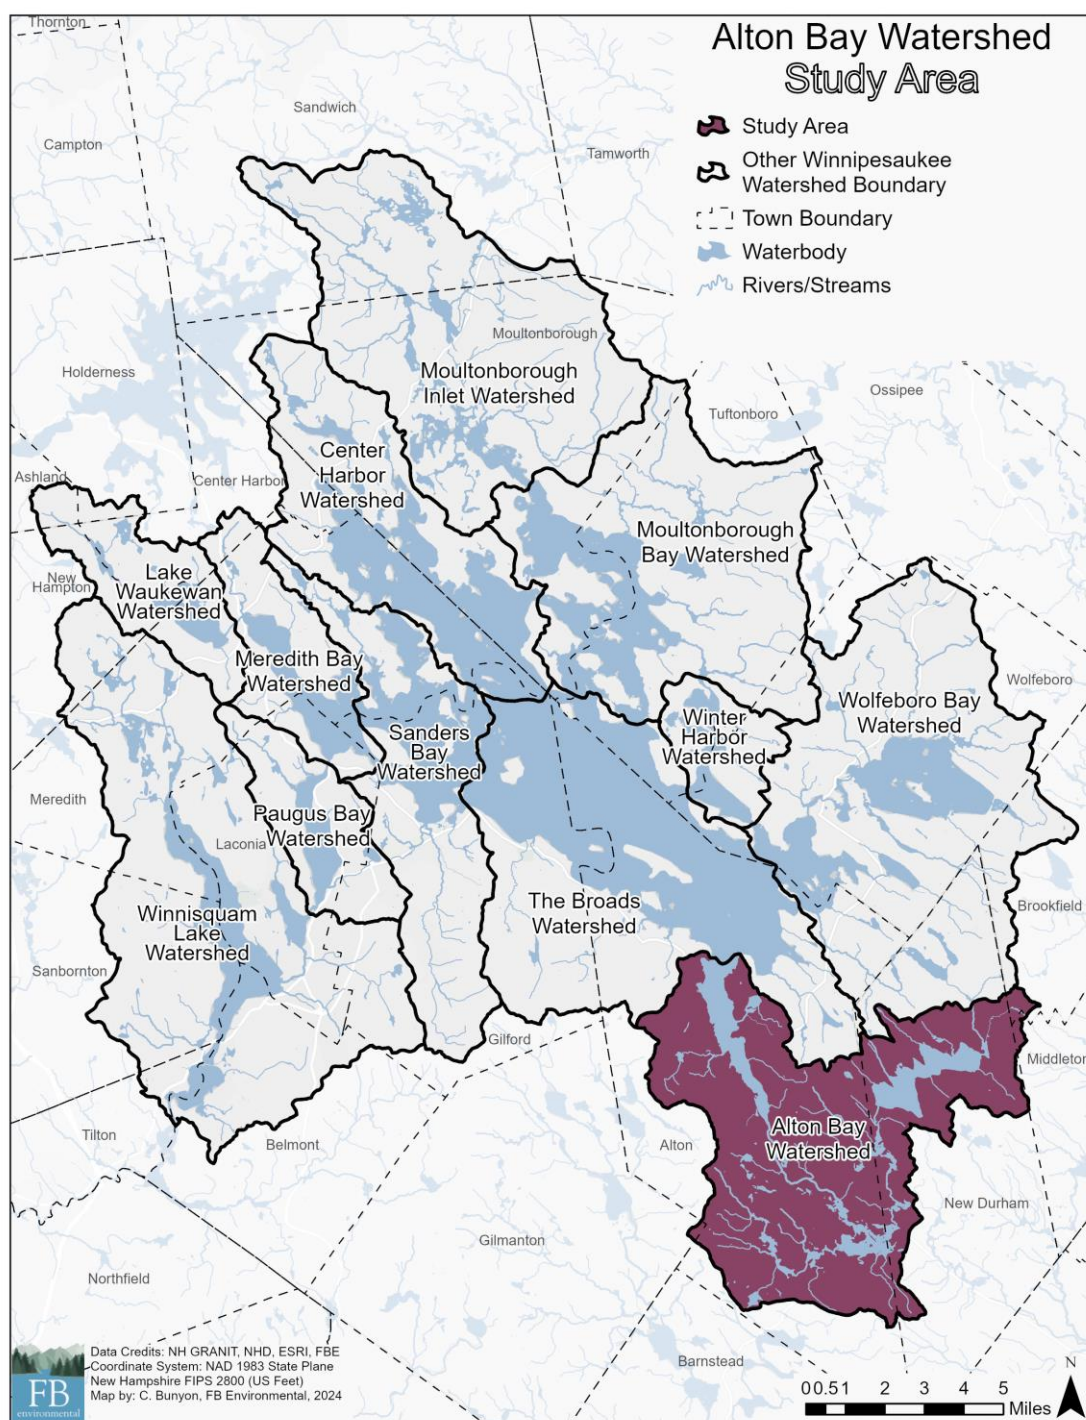 Alton Bay Watershed
Study Area
Study Area
Other Winnipesaukee
Watershed Boundary
Town Boundary
Waterbody
Rivers/Streams
Thornton
Sandwich
Campton
Tamworth
Moultonborough
Holderness
Moultonborough
Inlet Watershed
Ossipee
Tuftonboro
Center
Harbor
Watershed
Ashland
Center Harbor
Moultonborough
Bay Watershed
New
Hampton
Lake
Waukewan
Watershed
Meredith Bay
Watershed
Wolfeboro
Wolfeboro Bay
Watershed
Winter
Harbor
Watershed
Sanders
Bay
Watershed
Meredith
Paugus Bay
Watershed
Laconia
The Broads
Watershed
Brookfield
Winnisquam
Lake
Watershed
Sanbornton
Gilford
Middleton
Tilton
Belmont
Alton
Alton Bay
Watershed
New Durham
Gilmanton
Northfield
Barnstead
FB
environmental
Data Credits: NH GRANIT, NHD, ESRI, FBE
Coordinate System: NAD 1983 State Plane
New Hampshire FIPS 2800 (US Feet)
Map by: C. Bunyon, FB Environmental, 2024
N
0 0.5 1 2 3 4 5
Miles